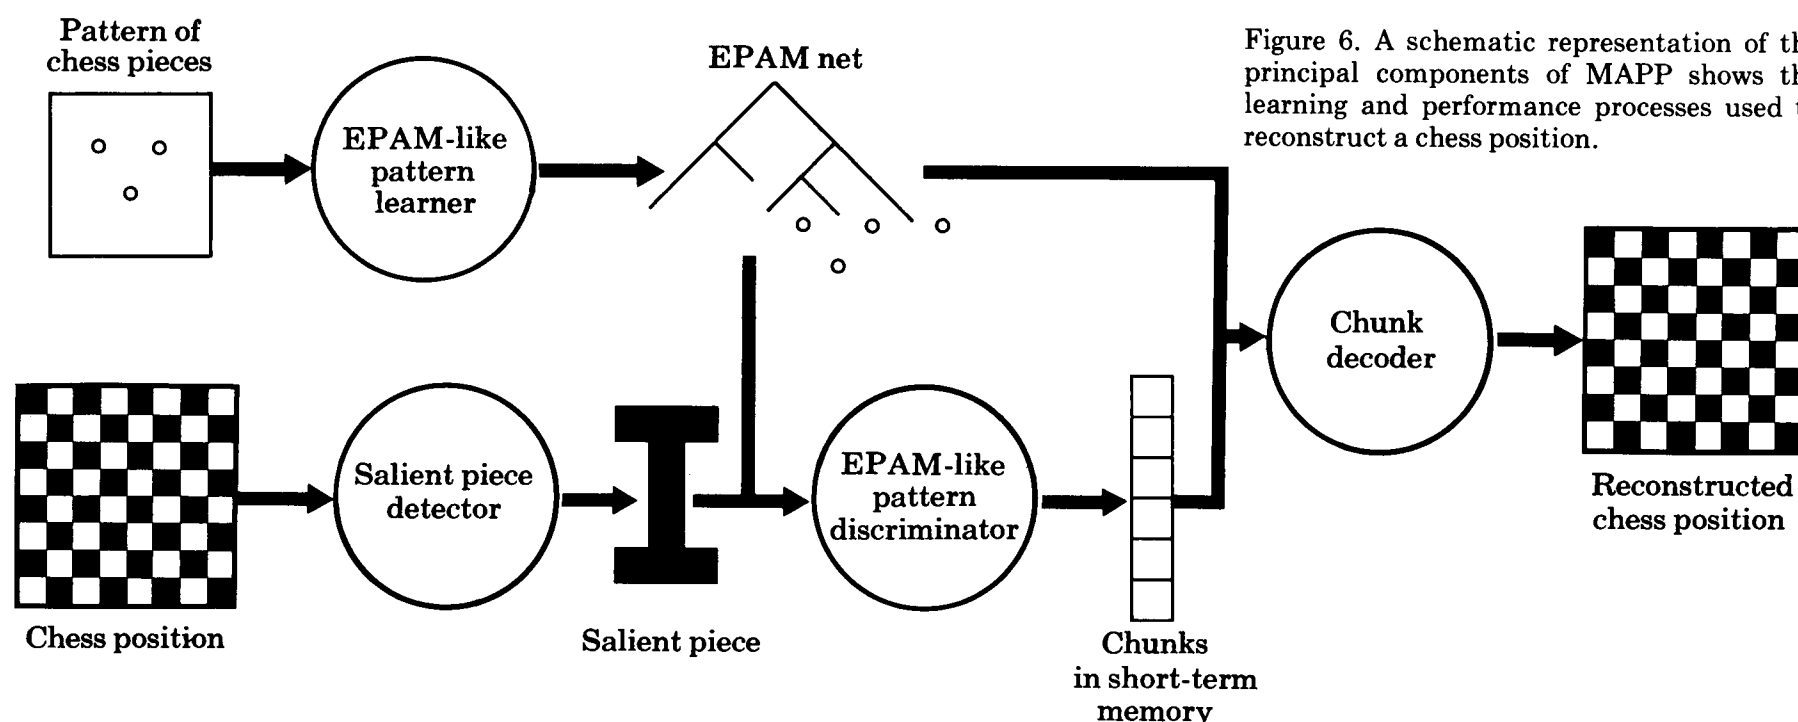 Pattern of
chess pieces
EPAM-like
pattern
learner
EPAM net
Figure 6. A schematic representation of
principal components of MAPP shows
learning and performance processes used
reconstruct a chess position.
Chunk
decoder
Salient piece
detector
EPAM-like
pattern
discriminator
Reconstructed
chess position
Chess position
Salient piece
Chunks
in short-term
memory